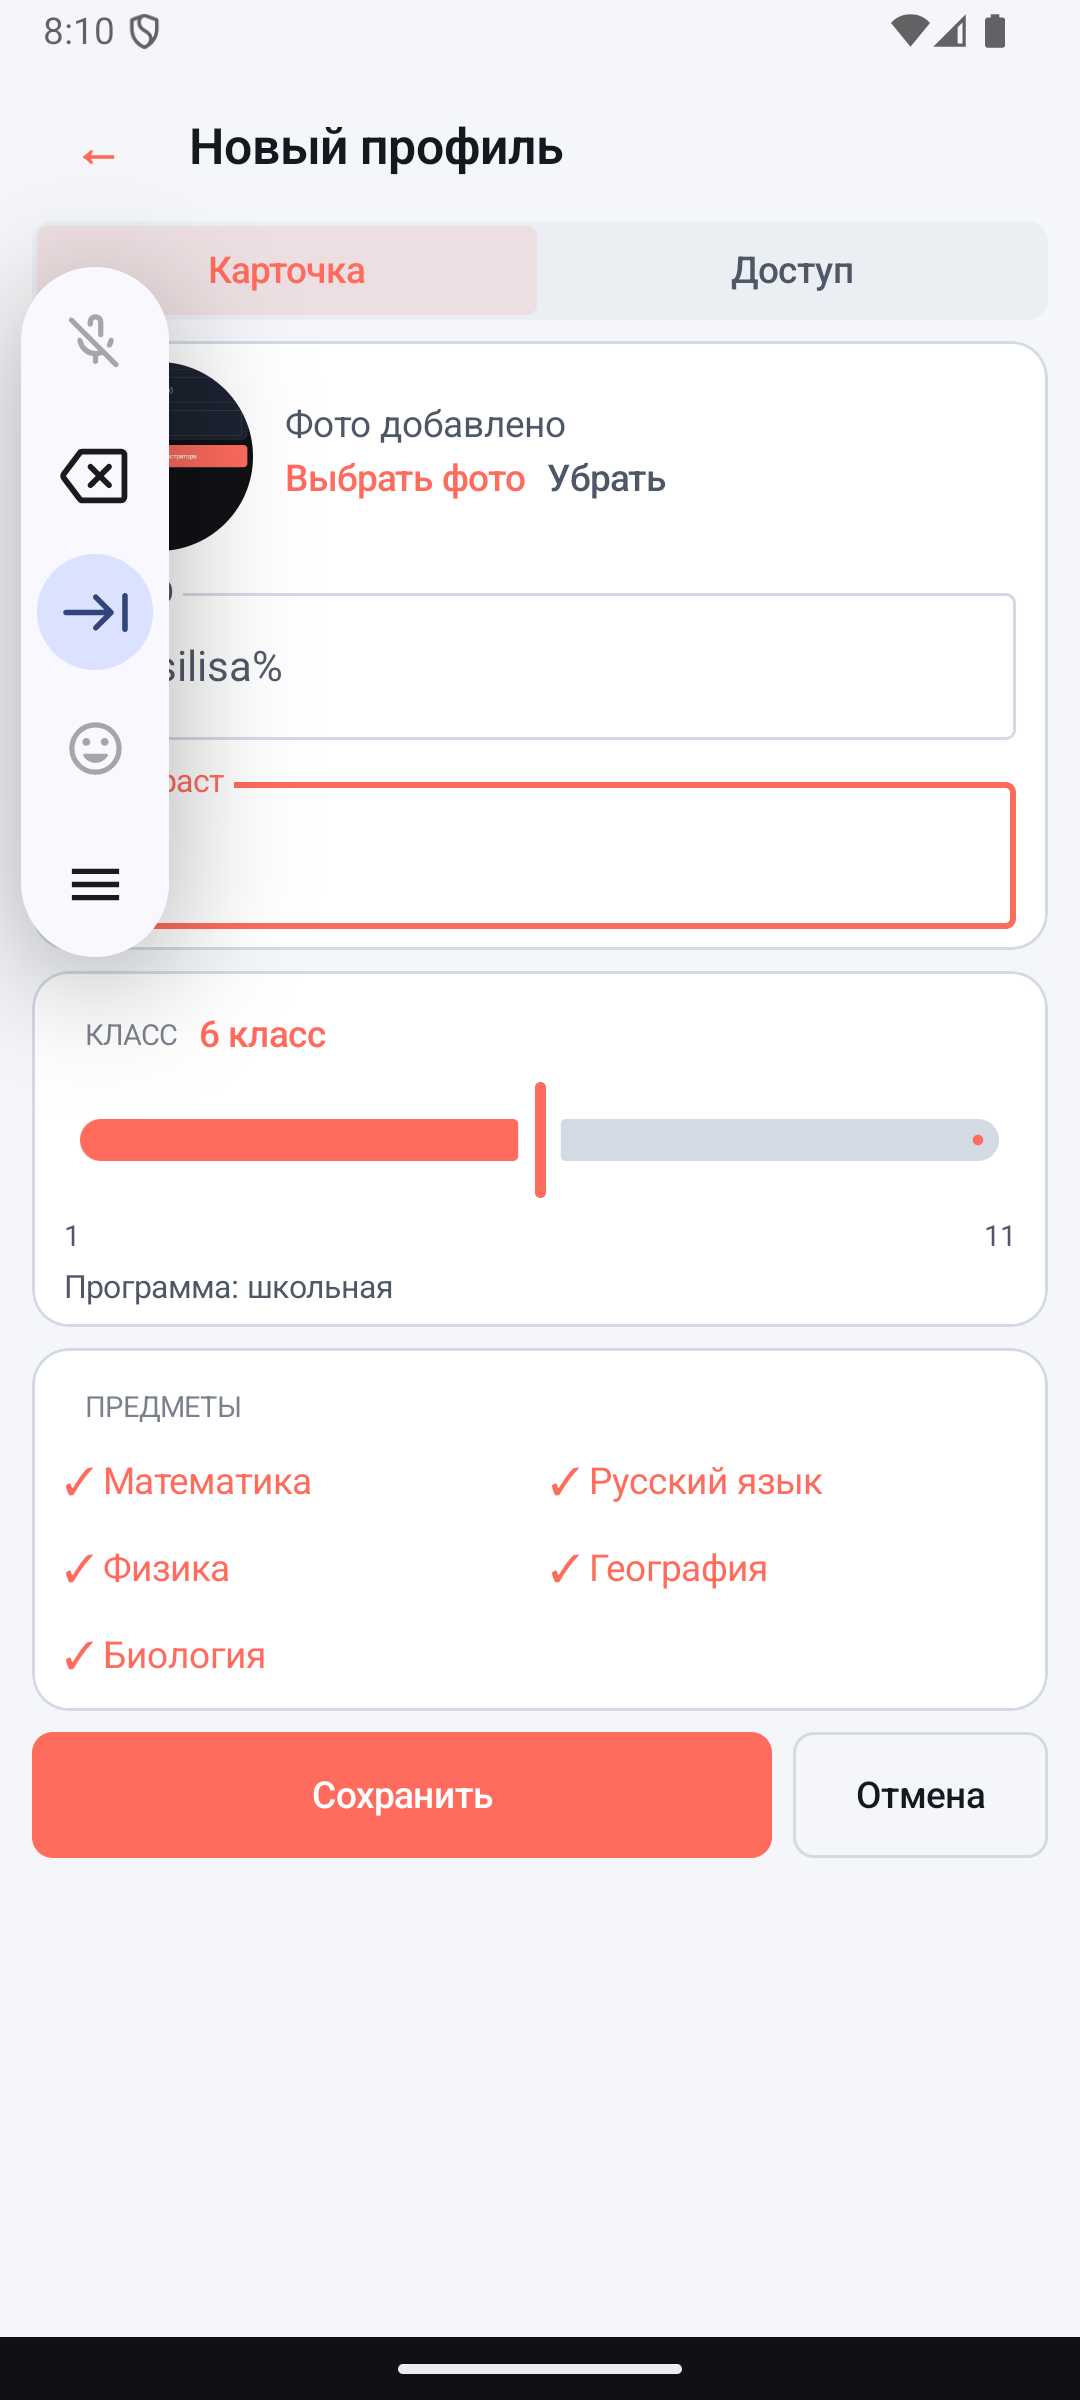 8:10
← Новый профиль
Карточка
Доступ
Фото добавлено
Выбрать фото Убрать
silisa%
раст
КЛАСС 6 класс
1
11
Программа: школьная
ПРЕДМЕТЫ
✓ Математика
✓ Русский язык
✓ Физика
✓ География
✓ Биология
Сохранить
Отмена